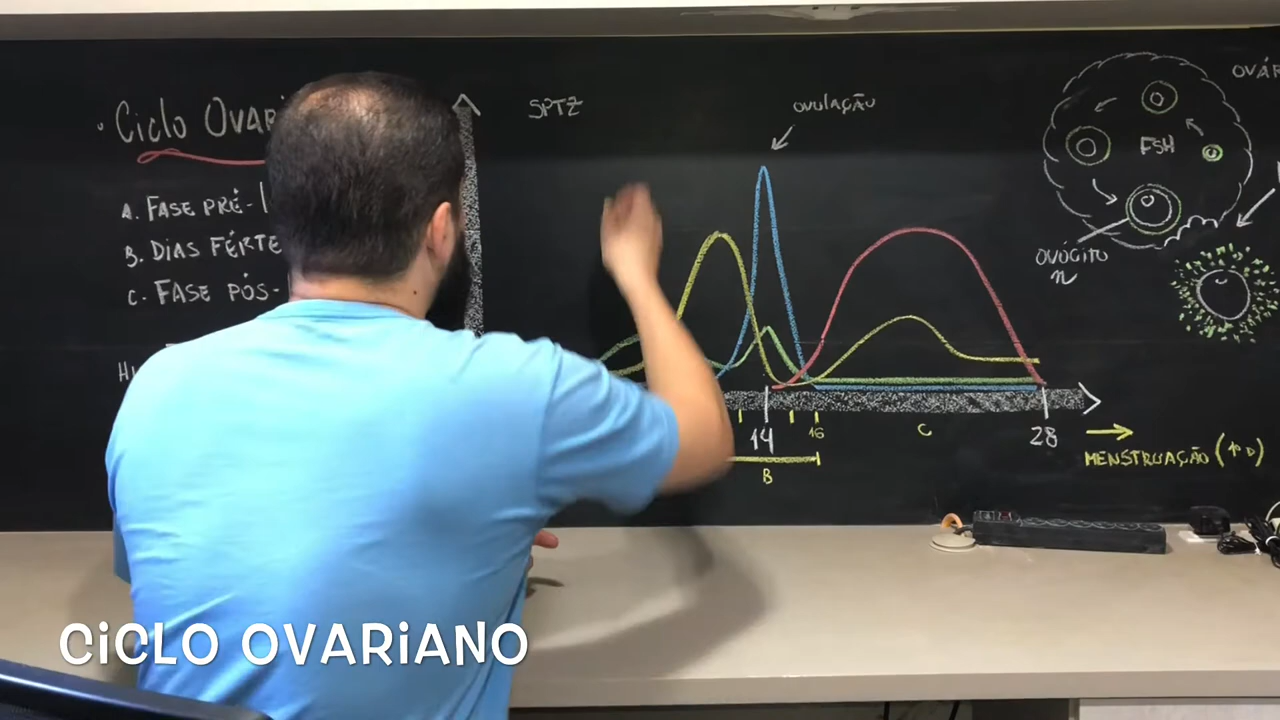 Ciclo OVARI
A. FASE PRÉ-
B. DIAS FÉRTE
C. FASE PÓS-
SPTZ
OVULAÇÃO
14
16
B
C
28
MENSTRUAÇÃO (1º D)
FSH
OVÓCITO
OVÁR
CiCLO OVARiANO